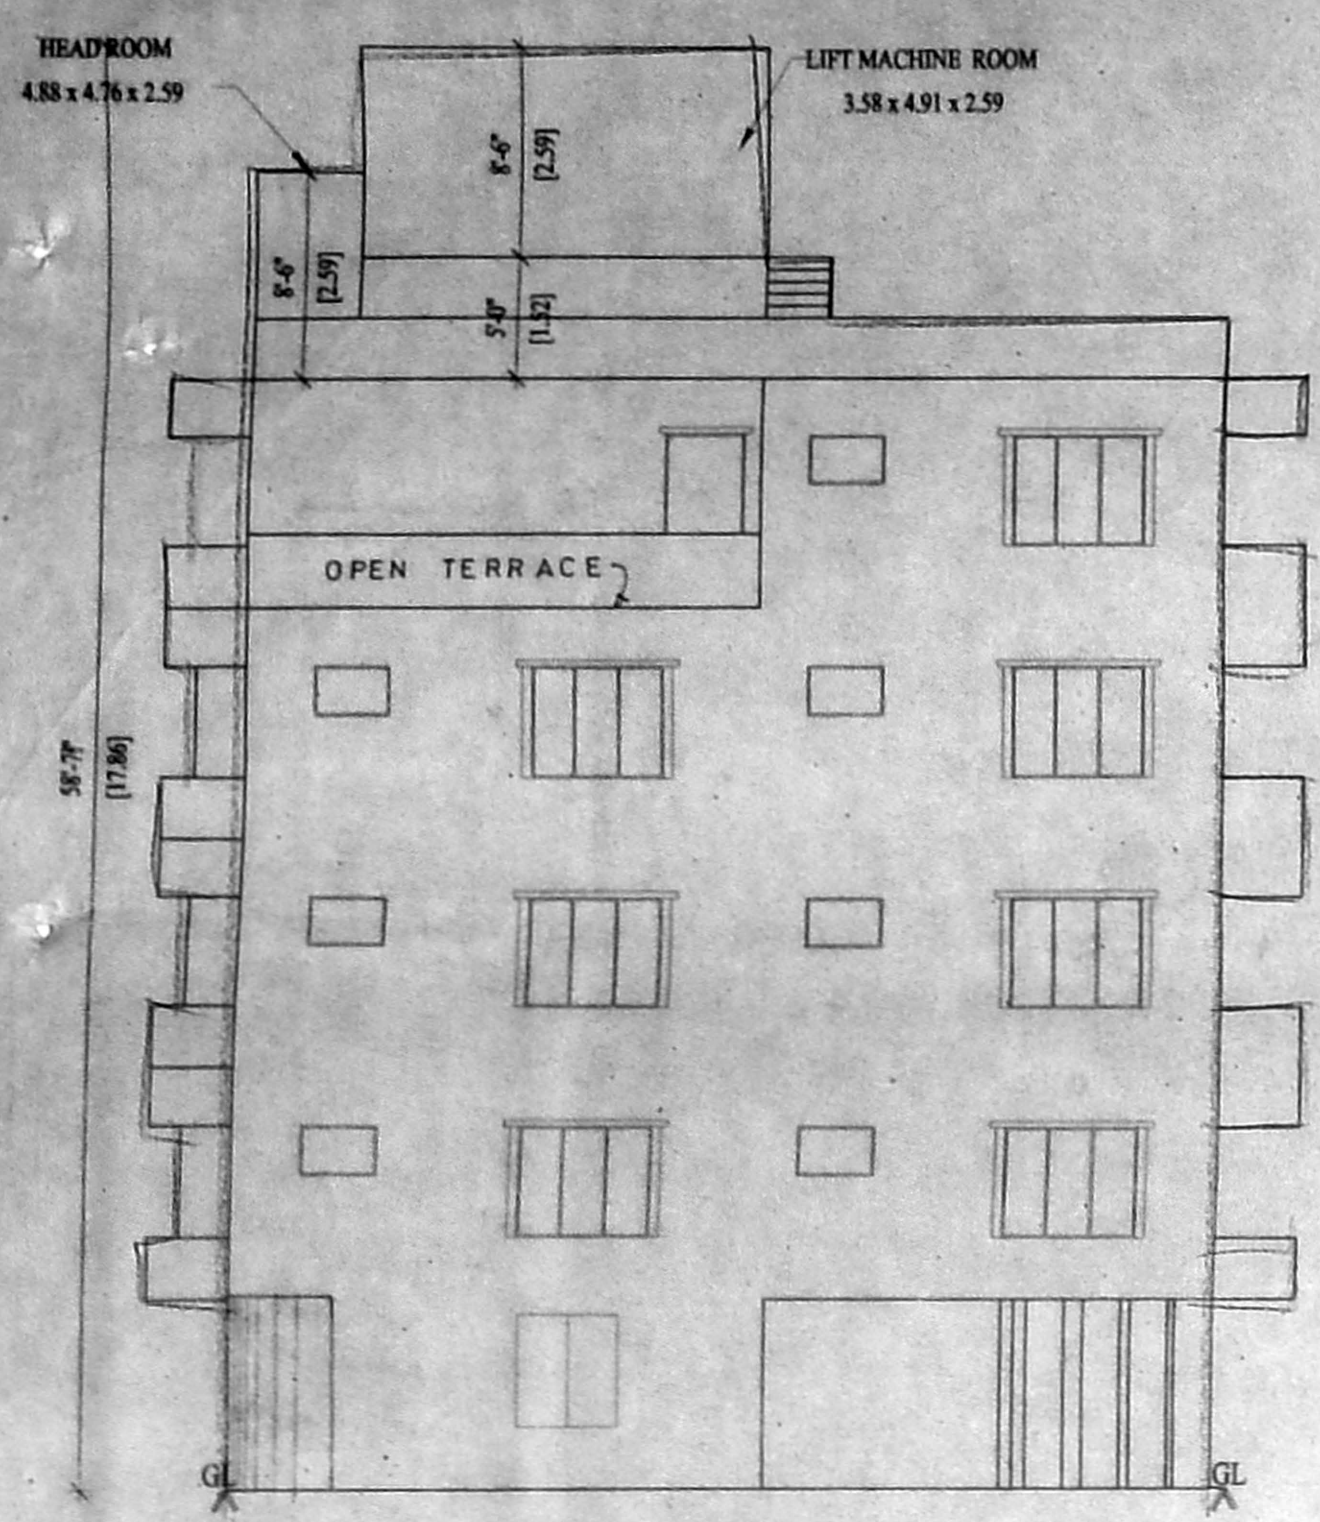 HEAD ROOM
4.88 x 4.76 x 2.59
LIFT MACHINE ROOM
3.58 x 4.91 x 2.59
8'-6"
[2.59]
8'-6"
[2.59]
5'-0"
[1.52]
OPEN TERRACE
58'-7"
[17.86]
GL
GL